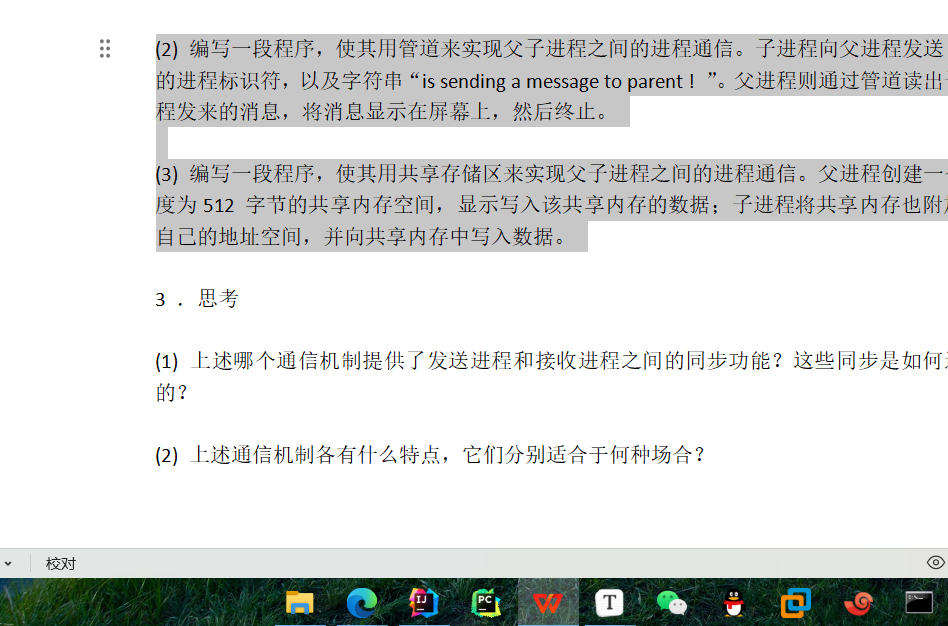 (2) 编写一段程序，使其用管道来实现父子进程之间的进程通信。子进程向父进程发送
的进程标识符，以及字符串“is sending a message to parent！”。父进程则通过管道读出
程发来的消息，将消息显示在屏幕上，然后终止。
(3) 编写一段程序，使其用共享存储区来实现父子进程之间的进程通信。父进程创建一
度为 512 字节的共享内存空间，显示写入该共享内存的数据；子进程将共享内存也附
自己的地址空间，并向共享内存中写入数据。
3 ．思考
(1) 上述哪个通信机制提供了发送进程和接收进程之间的同步功能？这些同步是如何
的？
(2) 上述通信机制各有什么特点，它们分别适合于何种场合？
校对
IJ PC W T